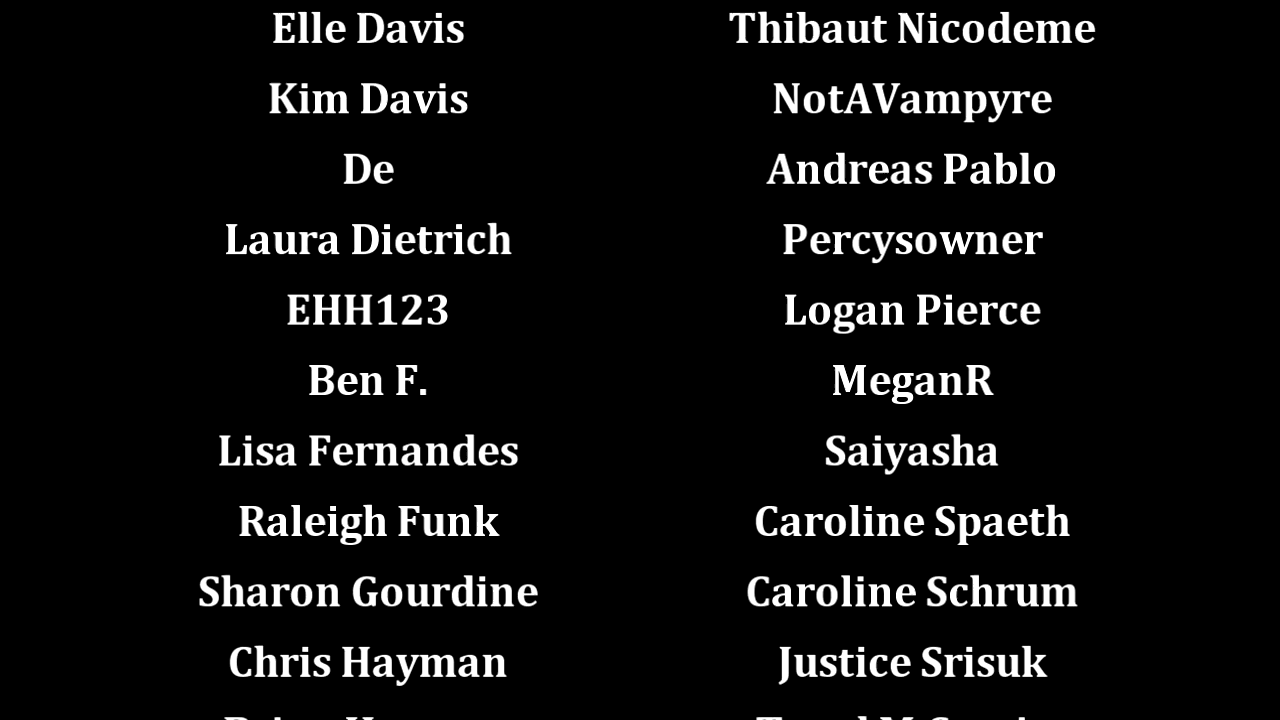 Elle Davis
Kim Davis
De
Laura Dietrich
EHH123
Ben F.
Lisa Fernandes
Raleigh Funk
Sharon Gourdine
Chris Hayman
Thibaut Nicodeme
NotAVampyre
Andreas Pablo
Percysowner
Logan Pierce
MeganR
Saiyasha
Caroline Spaeth
Caroline Schrum
Justice Srisuk